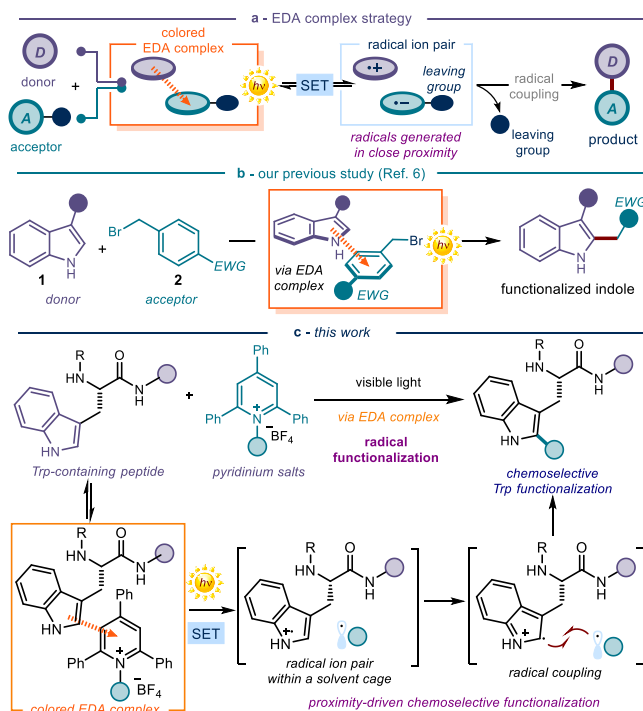 a - EDA complex strategy
colored
EDA complex
D
donor
+
A
acceptor
hν
SET
radical ion pair
•+
•−
leaving
group
radicals generated
in close proximity
leaving
group
radical
coupling
D
A
product
b - our previous study (Ref. 6)
N
H
1
donor
+
Br
EWG
2
acceptor
N
H
Br
EWG
via EDA
complex
hν
N
H
EWG
functionalized indole
c - this work
R
HN
O
N
H
N
H
Trp-containing peptide
+
Ph
Ph
N
+
Ph
−
BF4
pyridinium salts
visible light
via EDA complex
radical
functionalization
R
HN
O
N
H
N
H
chemoselective
Trp functionalization
R
HN
O
N
H
N
H
Ph
+
Ph
N
+
Ph
−
BF4
colored EDA complex
hν
SET
R
HN
O
N
H
+•
N
H
•
radical ion pair
within a solvent cage
R
HN
O
N
H
+
N
H
•
•
radical coupling
proximity-driven chemoselective functionalization